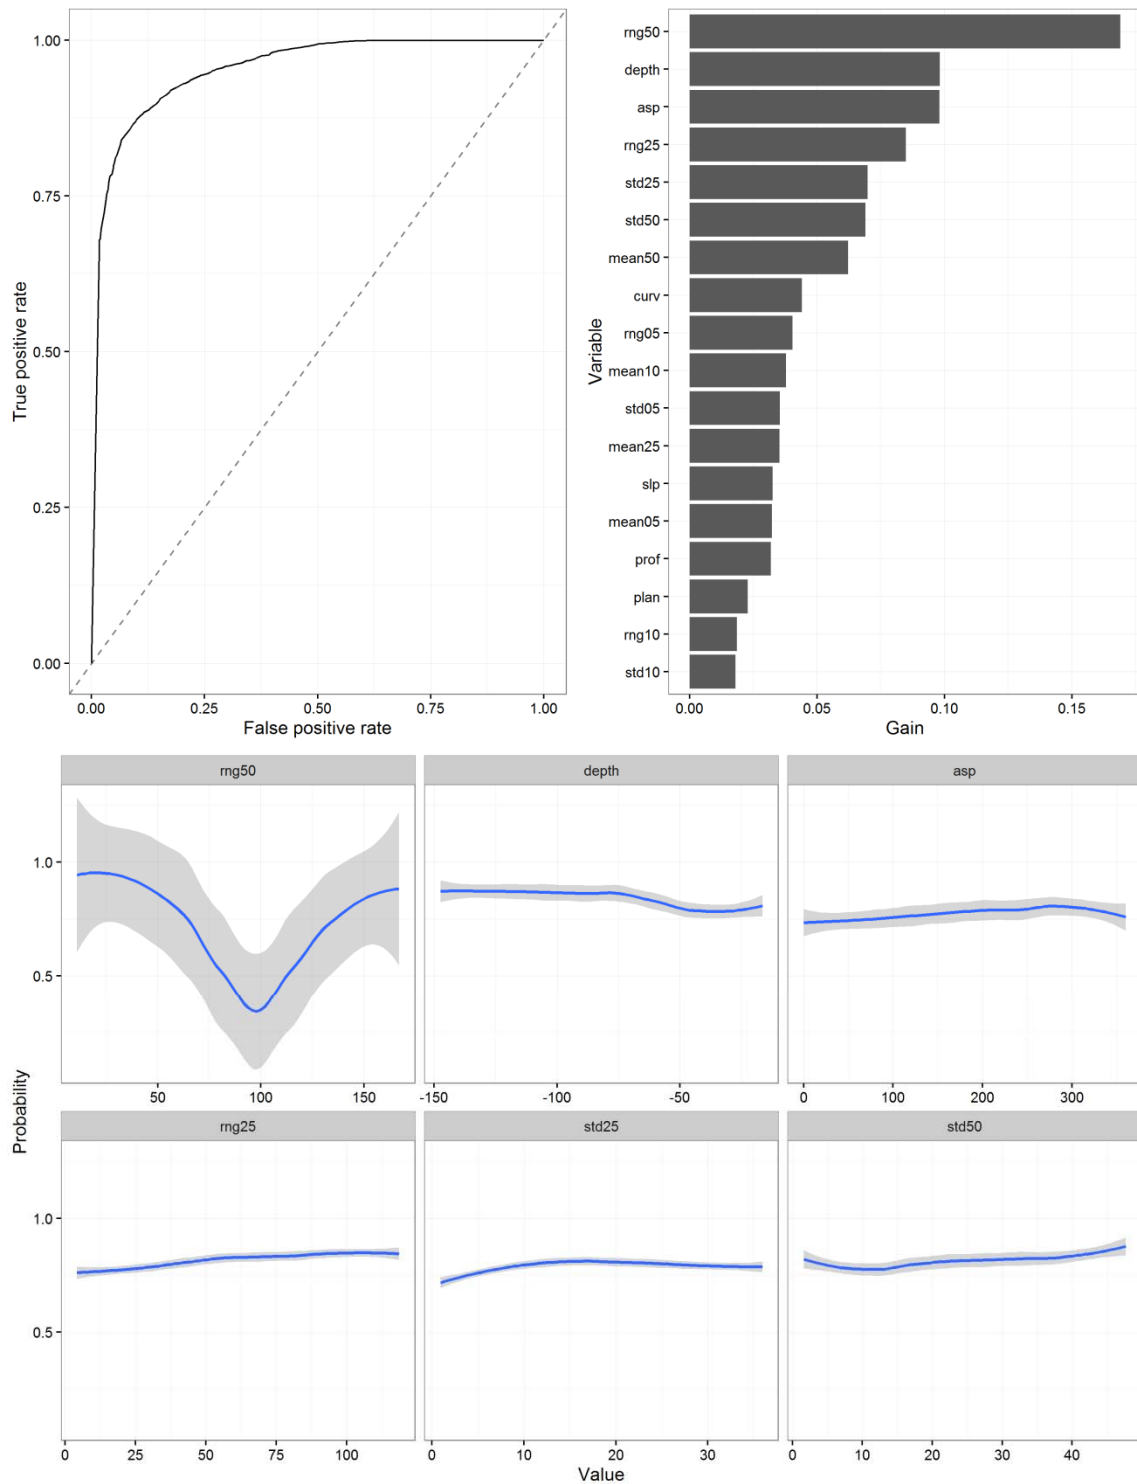 1.00
0.75
0.50
0.25
0.00
True positive rate
0.00 0.25 0.50 0.75 1.00
False positive rate
rng50
depth
asp
rng25
std25
std50
mean50
curv
rng05
mean10
std05
mean25
slp
mean05
prof
plan
rng10
std10
Variable
0.00 0.05 0.10 0.15
Gain
rng50 depth asp
1.0
0.5
50 100 150 -150 -100 -50 0 100 200 300
Probability
rng25 std25 std50
1.0
0.5
0 25 50 75 100 0 10 20 30 0 10 20 30 40
Value